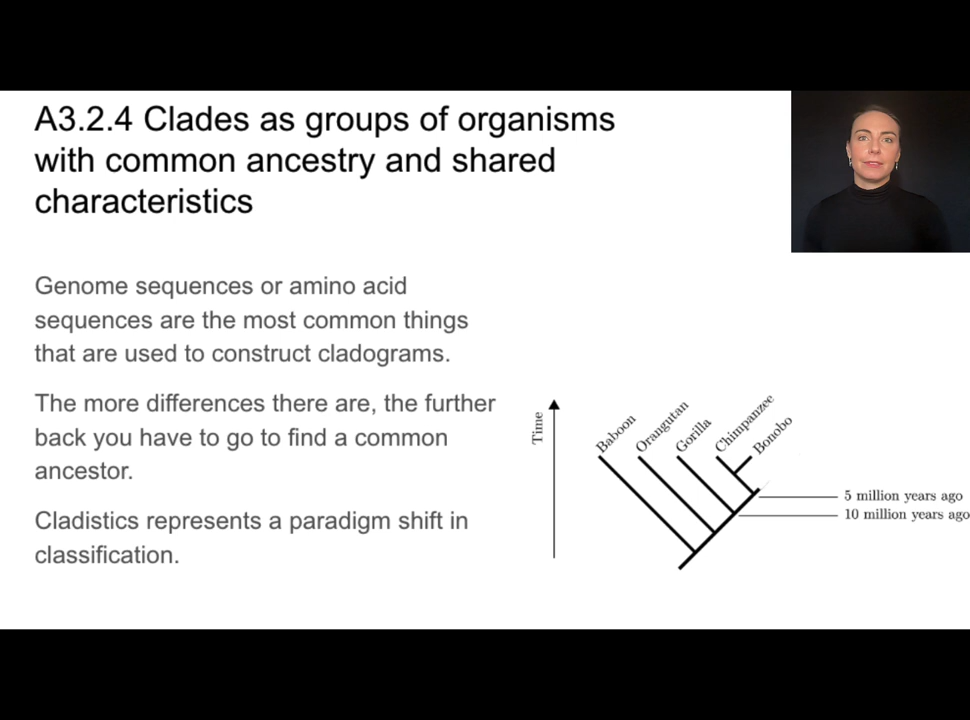 A3.2.4 Clades as groups of organisms
with common ancestry and shared
characteristics
Genome sequences or amino acid
sequences are the most common things
that are used to construct cladograms.
The more differences there are, the further
back you have to go to find a common
ancestor.
Cladistics represents a paradigm shift in
classification.
Time
Baboon
Orangutan
Gorilla
Chimpanzee
Bonobo
5 million years ago
10 million years ago